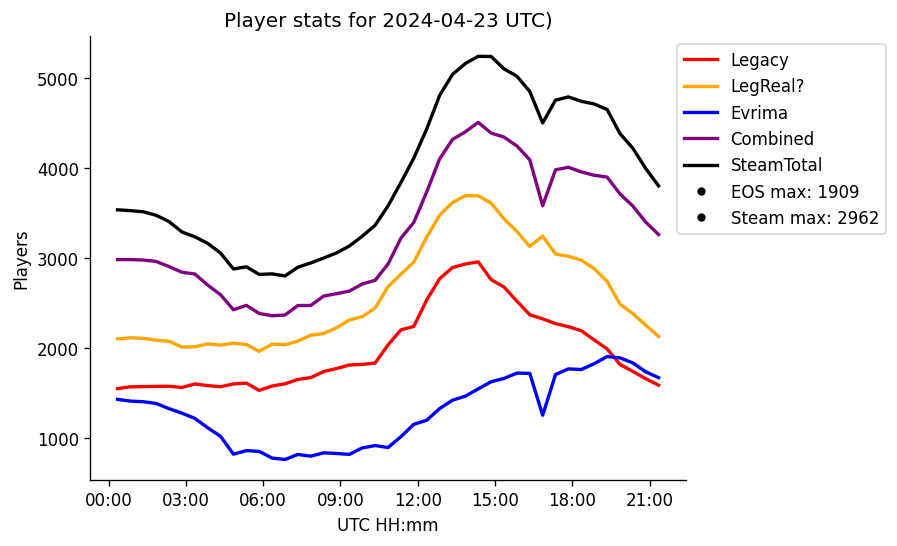 Player stats for 2024-04-23 UTC)
Legacy
LegReal?
Evrima
Combined
SteamTotal
EOS max: 1909
Steam max: 2962
Players
5000
4000
3000
2000
1000
00:00 03:00 06:00 09:00 12:00 15:00 18:00 21:00
UTC HH:mm